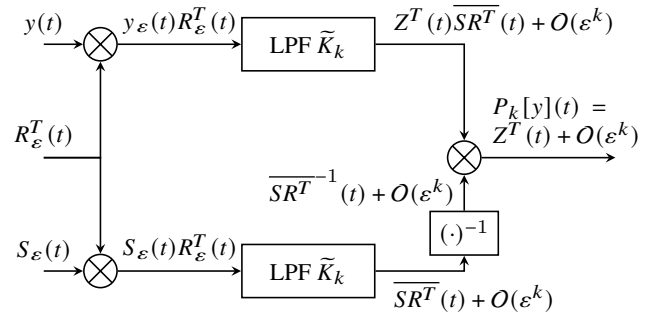 y(t)
y_ε(t)R_ε^T(t)
LPF K̃_k
Z^T(t)\overline{SR^T}(t) + 𝒪(ε^k)
R_ε^T(t)
P_k[y](t) =
Z^T(t) + 𝒪(ε^k)
\overline{SR^T}^{-1}(t) + 𝒪(ε^k)
(·)^{-1}
S_ε(t)
S_ε(t)R_ε^T(t)
LPF K̃_k
\overline{SR^T}(t) + 𝒪(ε^k)